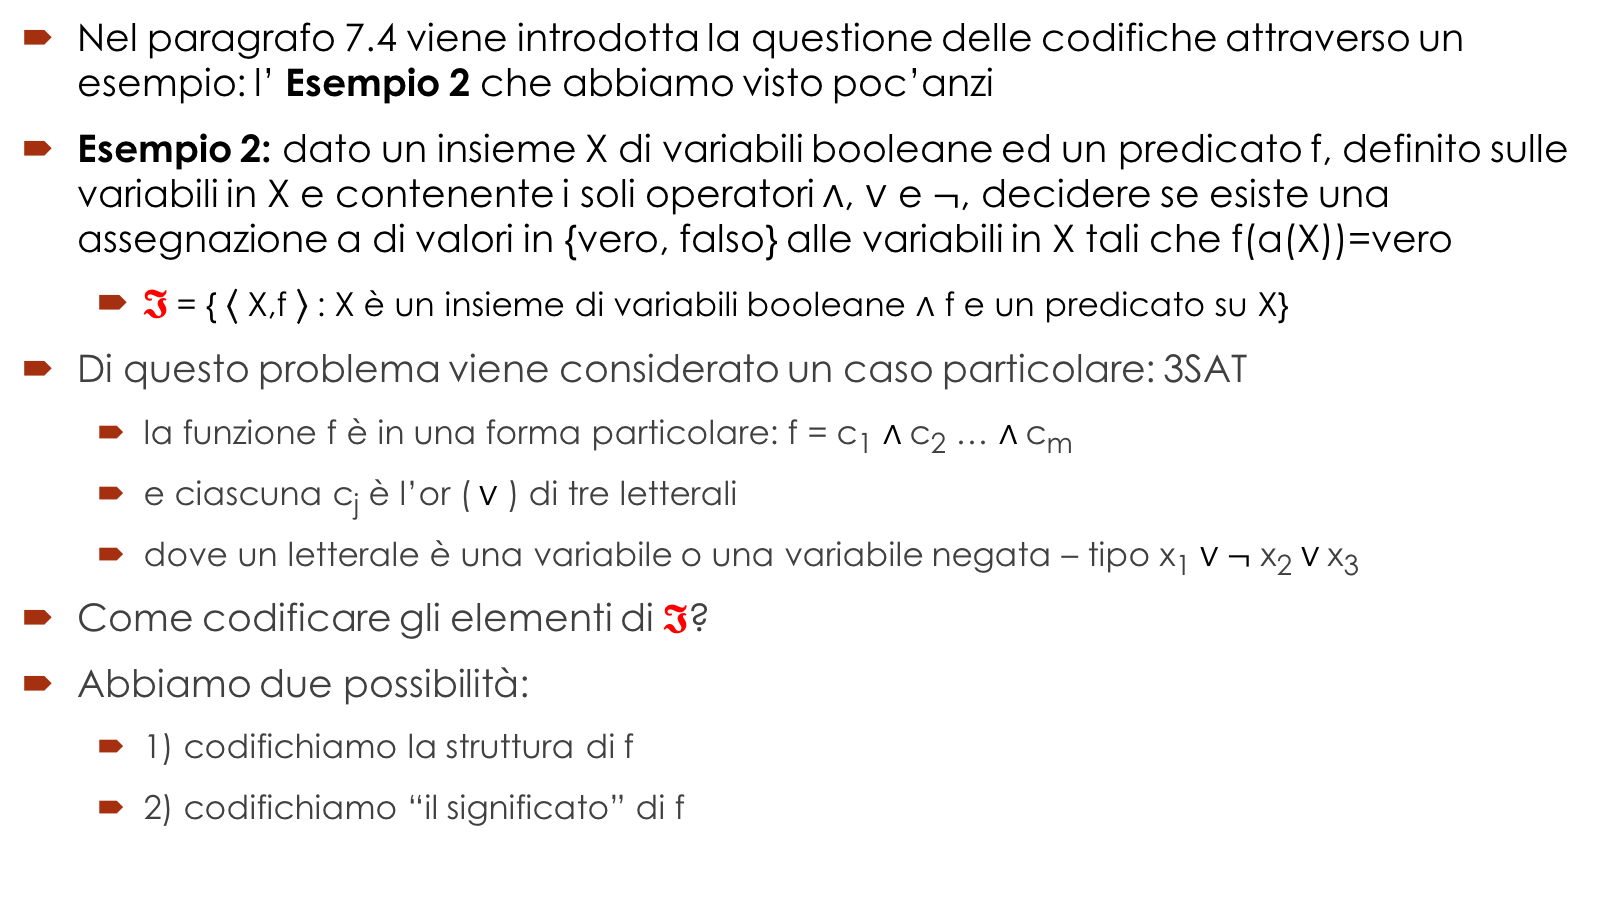 Nel paragrafo 7.4 viene introdotta la questione delle codifiche attraverso un
esempio: l’ Esempio 2 che abbiamo visto poc’anzi
Esempio 2: dato un insieme X di variabili booleane ed un predicato f, definito sulle
variabili in X e contenente i soli operatori ∧, ∨ e ¬, decidere se esiste una
assegnazione a di valori in {vero, falso} alle variabili in X tali che f(a(X))=vero
ℑ = { ⟨ X,f ⟩ : X è un insieme di variabili booleane ∧ f e un predicato su X}
Di questo problema viene considerato un caso particolare: 3SAT
la funzione f è in una forma particolare: f = c₁ ∧ c₂ … ∧ cₘ
e ciascuna cⱼ è l’or ( ∨ ) di tre letterali
dove un letterale è una variabile o una variabile negata – tipo x₁ ∨ ¬ x₂ ∨ x₃
Come codificare gli elementi di ℑ?
Abbiamo due possibilità:
1) codifichiamo la struttura di f
2) codifichiamo “il significato” di f